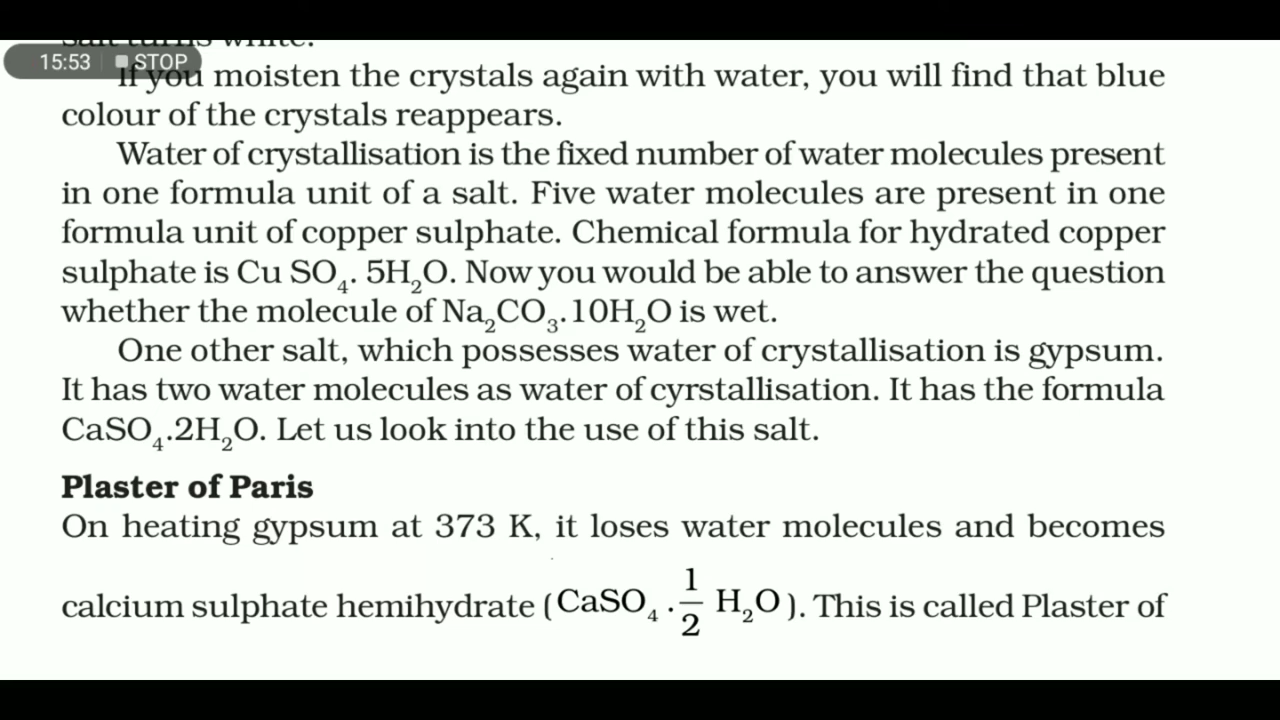 salt turns white.
15:53 STOP
If you moisten the crystals again with water, you will find that blue
colour of the crystals reappears.
Water of crystallisation is the fixed number of water molecules present
in one formula unit of a salt. Five water molecules are present in one
formula unit of copper sulphate. Chemical formula for hydrated copper
sulphate is Cu SO₄. 5H₂O. Now you would be able to answer the question
whether the molecule of Na₂CO₃.10H₂O is wet.
One other salt, which possesses water of crystallisation is gypsum.
It has two water molecules as water of cyrstallisation. It has the formula
CaSO₄.2H₂O. Let us look into the use of this salt.
Plaster of Paris
On heating gypsum at 373 K, it loses water molecules and becomes
calcium sulphate hemihydrate (CaSO₄.1/2 H₂O). This is called Plaster of